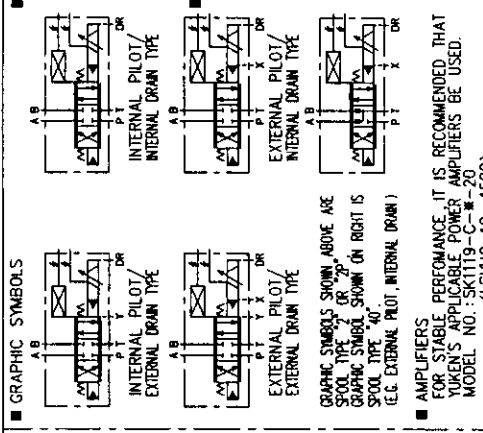 ■ GRAPHIC SYMBOLS
A B
P T Y DR
INTERNAL PILOT/
EXTERNAL DRAIN TYPE
A B
P T DR
INTERNAL PILOT/
INTERNAL DRAIN TYPE
A B
P T Y X DR
EXTERNAL PILOT/
EXTERNAL DRAIN TYPE
A B
P T X DR
EXTERNAL PILOT/
INTERNAL DRAIN TYPE
GRAPHIC SYMBOLS SHOWN ABOVE ARE
SPOOL TYPE "2" OR "2P"
GRAPHIC SYMBOL SHOWN ON RIGHT IS
SPOOL TYPE "40"
(E.G. EXTERNAL PILOT, INTERNAL DRAIN)
A B
P T X DR
■ AMPLIFIERS
FOR STABLE PERFOMANCE, IT IS RECOMMENDED THAT
YUKEN'S APPLICABLE POWER AMPLIFIERS BE USED.
MODEL NO.:SK1119-C-※-20